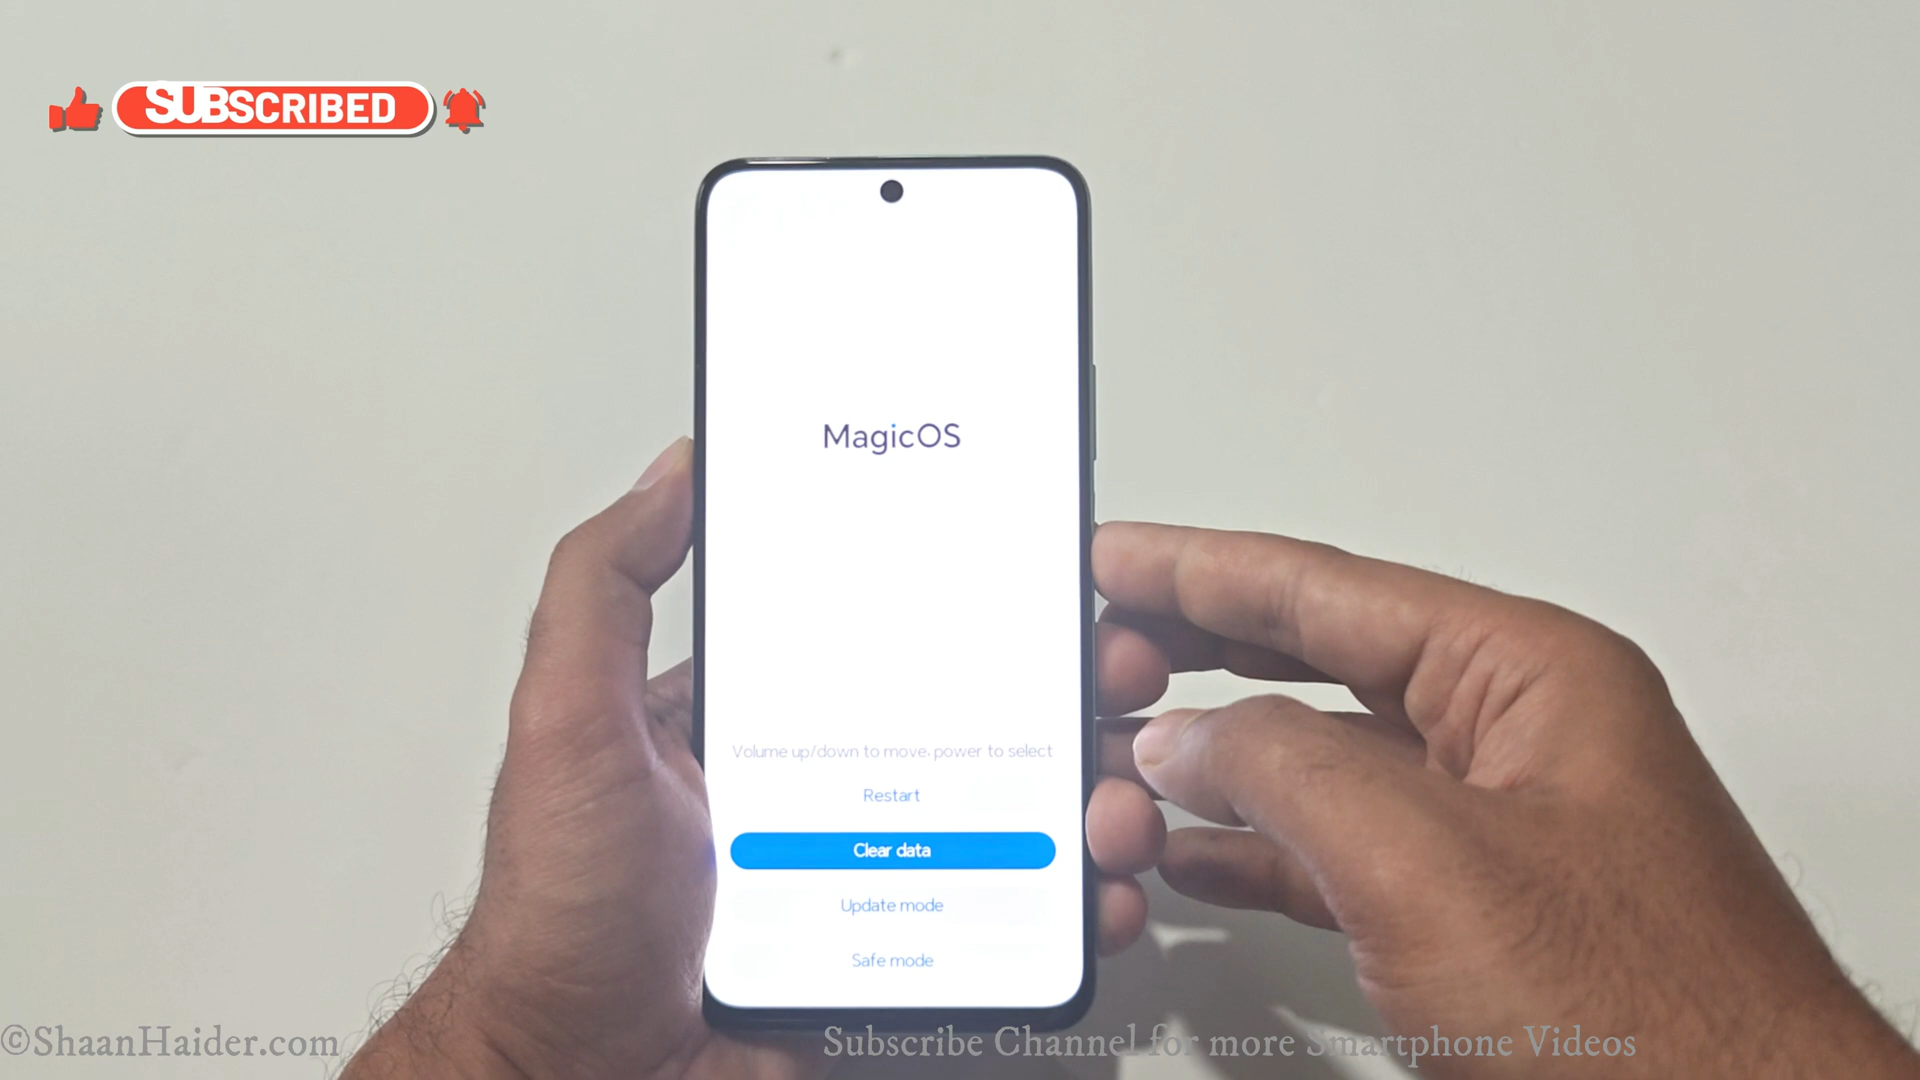 SUBSCRIBED
MagicOS
Volume up/down to move, power to select
Restart
Clear data
Update mode
Safe mode
©ShaanHaider.com
Subscribe Channel for more Smartphone Videos